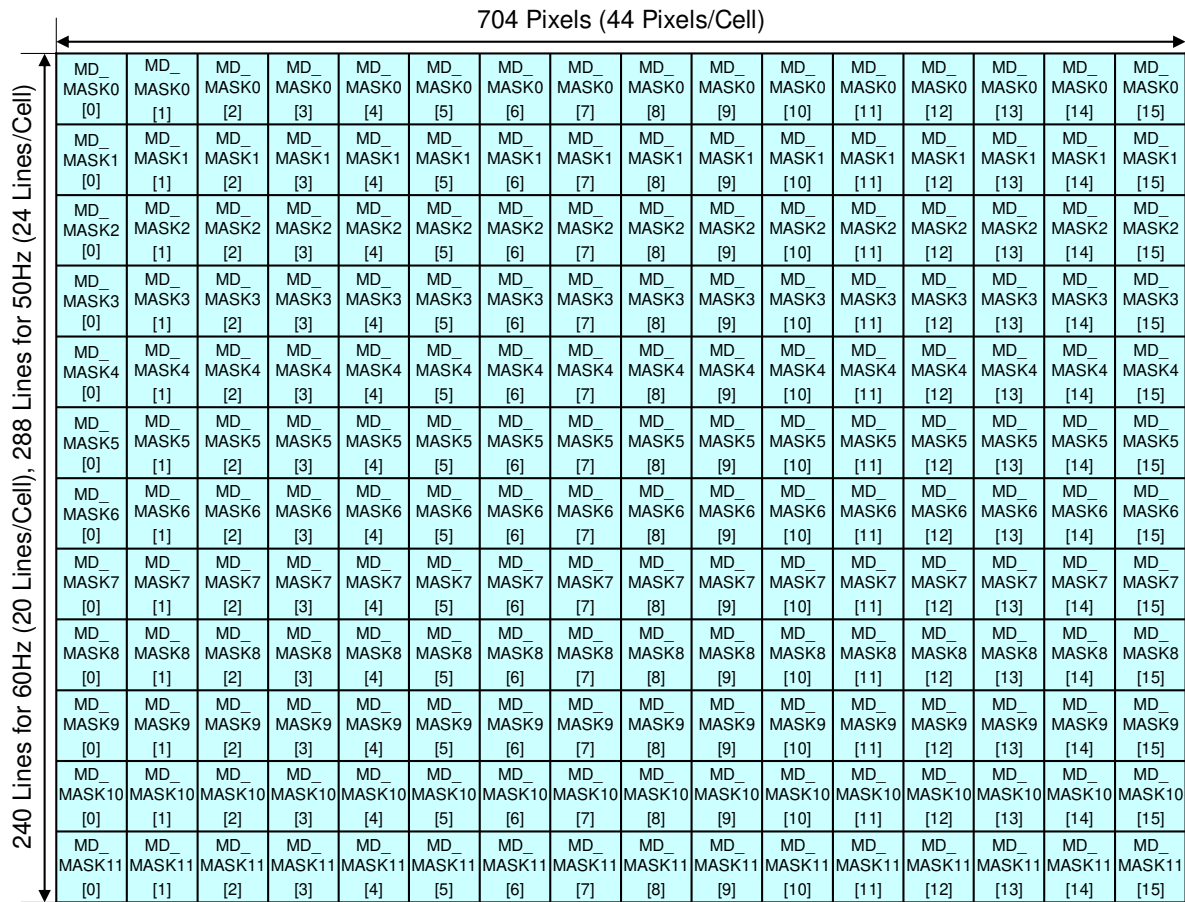 704 Pixels (44 Pixels/Cell)
240 Lines for 60Hz (20 Lines/Cell), 288 Lines for 50Hz (24 Lines/Cell)
MD_ MD_ MD_ MD_ MD_ MD_ MD_ MD_ MD_ MD_ MD_ MD_ MD_ MD_ MD_ MD_
MASK0 MASK0 MASK0 MASK0 MASK0 MASK0 MASK0 MASK0 MASK0 MASK0 MASK0 MASK0 MASK0 MASK0 MASK0 MASK0
[0] [1] [2] [3] [4] [5] [6] [7] [8] [9] [10] [11] [12] [13] [14] [15]
MD_ MD_ MD_ MD_ MD_ MD_ MD_ MD_ MD_ MD_ MD_ MD_ MD_ MD_ MD_ MD_
MASK1 MASK1 MASK1 MASK1 MASK1 MASK1 MASK1 MASK1 MASK1 MASK1 MASK1 MASK1 MASK1 MASK1 MASK1 MASK1
[0] [1] [2] [3] [4] [5] [6] [7] [8] [9] [10] [11] [12] [13] [14] [15]
MD_ MD_ MD_ MD_ MD_ MD_ MD_ MD_ MD_ MD_ MD_ MD_ MD_ MD_ MD_ MD_
MASK2 MASK2 MASK2 MASK2 MASK2 MASK2 MASK2 MASK2 MASK2 MASK2 MASK2 MASK2 MASK2 MASK2 MASK2 MASK2
[0] [1] [2] [3] [4] [5] [6] [7] [8] [9] [10] [11] [12] [13] [14] [15]
MD_ MD_ MD_ MD_ MD_ MD_ MD_ MD_ MD_ MD_ MD_ MD_ MD_ MD_ MD_ MD_
MASK3 MASK3 MASK3 MASK3 MASK3 MASK3 MASK3 MASK3 MASK3 MASK3 MASK3 MASK3 MASK3 MASK3 MASK3 MASK3
[0] [1] [2] [3] [4] [5] [6] [7] [8] [9] [10] [11] [12] [13] [14] [15]
MD_ MD_ MD_ MD_ MD_ MD_ MD_ MD_ MD_ MD_ MD_ MD_ MD_ MD_ MD_ MD_
MASK4 MASK4 MASK4 MASK4 MASK4 MASK4 MASK4 MASK4 MASK4 MASK4 MASK4 MASK4 MASK4 MASK4 MASK4 MASK4
[0] [1] [2] [3] [4] [5] [6] [7] [8] [9] [10] [11] [12] [13] [14] [15]
MD_ MD_ MD_ MD_ MD_ MD_ MD_ MD_ MD_ MD_ MD_ MD_ MD_ MD_ MD_ MD_
MASK5 MASK5 MASK5 MASK5 MASK5 MASK5 MASK5 MASK5 MASK5 MASK5 MASK5 MASK5 MASK5 MASK5 MASK5 MASK5
[0] [1] [2] [3] [4] [5] [6] [7] [8] [9] [10] [11] [12] [13] [14] [15]
MD_ MD_ MD_ MD_ MD_ MD_ MD_ MD_ MD_ MD_ MD_ MD_ MD_ MD_ MD_ MD_
MASK6 MASK6 MASK6 MASK6 MASK6 MASK6 MASK6 MASK6 MASK6 MASK6 MASK6 MASK6 MASK6 MASK6 MASK6 MASK6
[0] [1] [2] [3] [4] [5] [6] [7] [8] [9] [10] [11] [12] [13] [14] [15]
MD_ MD_ MD_ MD_ MD_ MD_ MD_ MD_ MD_ MD_ MD_ MD_ MD_ MD_ MD_ MD_
MASK7 MASK7 MASK7 MASK7 MASK7 MASK7 MASK7 MASK7 MASK7 MASK7 MASK7 MASK7 MASK7 MASK7 MASK7 MASK7
[0] [1] [2] [3] [4] [5] [6] [7] [8] [9] [10] [11] [12] [13] [14] [15]
MD_ MD_ MD_ MD_ MD_ MD_ MD_ MD_ MD_ MD_ MD_ MD_ MD_ MD_ MD_ MD_
MASK8 MASK8 MASK8 MASK8 MASK8 MASK8 MASK8 MASK8 MASK8 MASK8 MASK8 MASK8 MASK8 MASK8 MASK8 MASK8
[0] [1] [2] [3] [4] [5] [6] [7] [8] [9] [10] [11] [12] [13] [14] [15]
MD_ MD_ MD_ MD_ MD_ MD_ MD_ MD_ MD_ MD_ MD_ MD_ MD_ MD_ MD_ MD_
MASK9 MASK9 MASK9 MASK9 MASK9 MASK9 MASK9 MASK9 MASK9 MASK9 MASK9 MASK9 MASK9 MASK9 MASK9 MASK9
[0] [1] [2] [3] [4] [5] [6] [7] [8] [9] [10] [11] [12] [13] [14] [15]
MD_ MD_ MD_ MD_ MD_ MD_ MD_ MD_ MD_ MD_ MD_ MD_ MD_ MD_ MD_ MD_
MASK10 MASK10 MASK10 MASK10 MASK10 MASK10 MASK10 MASK10 MASK10 MASK10 MASK10 MASK10 MASK10 MASK10 MASK10 MASK10
[0] [1] [2] [3] [4] [5] [6] [7] [8] [9] [10] [11] [12] [13] [14] [15]
MD_ MD_ MD_ MD_ MD_ MD_ MD_ MD_ MD_ MD_ MD_ MD_ MD_ MD_ MD_ MD_
MASK11 MASK11 MASK11 MASK11 MASK11 MASK11 MASK11 MASK11 MASK11 MASK11 MASK11 MASK11 MASK11 MASK11 MASK11 MASK11
[0] [1] [2] [3] [4] [5] [6] [7] [8] [9] [10] [11] [12] [13] [14] [15]